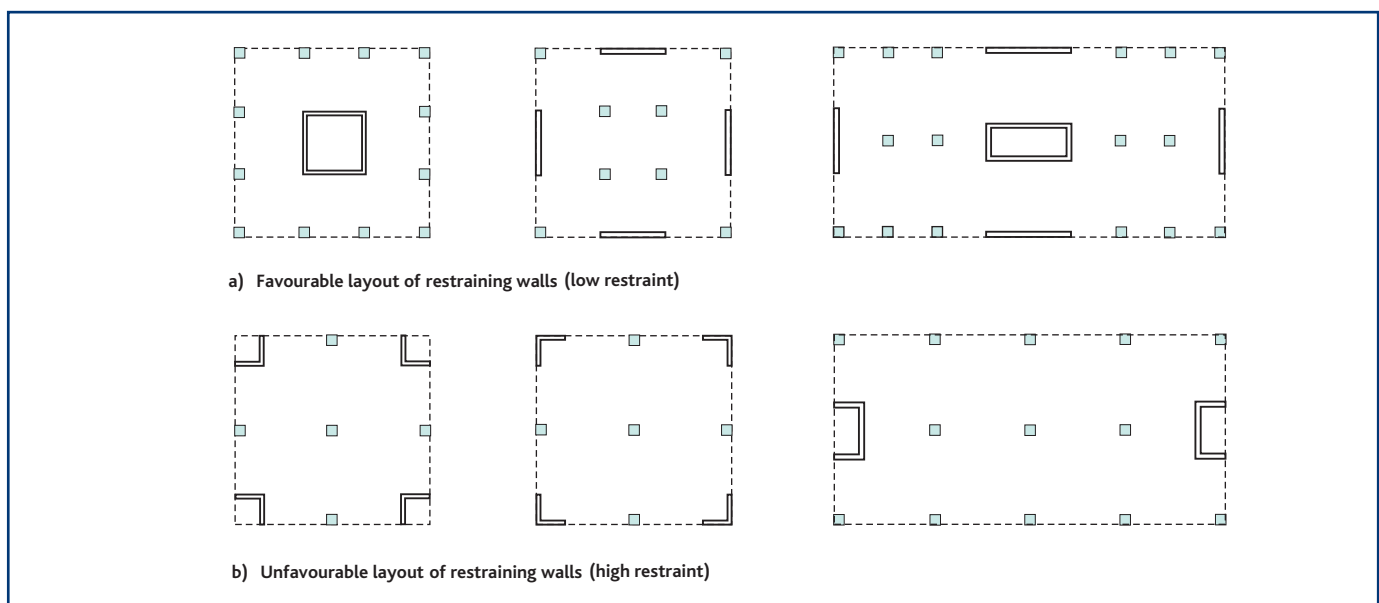 a) Favourable layout of restraining walls (low restraint)
b) Unfavourable layout of restraining walls (high restraint)